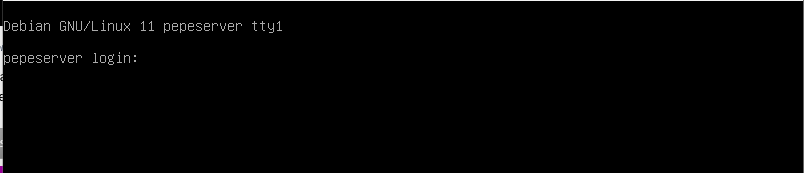 Debian GNU/Linux 11 pepeserver tty1
pepeserver login: